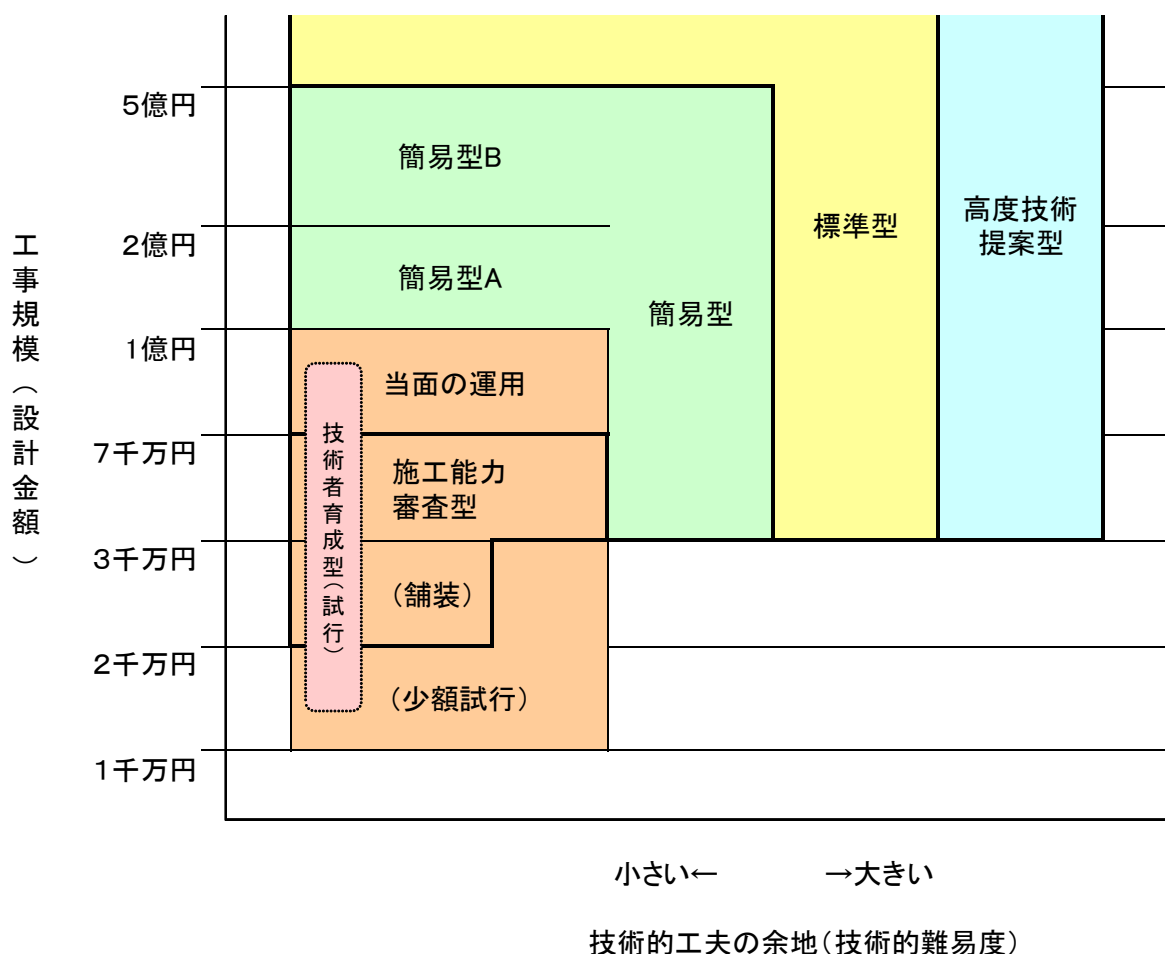 工事規模（設計金額）
５億円
２億円
１億円
７千万円
３千万円
２千万円
１千万円
簡易型B
簡易型A
簡易型
標準型
高度技術
提案型
当面の運用
施工能力
審査型
（舗装）
（少額試行）
技術者育成型（試行）
小さい← →大きい
技術的工夫の余地（技術的難易度）